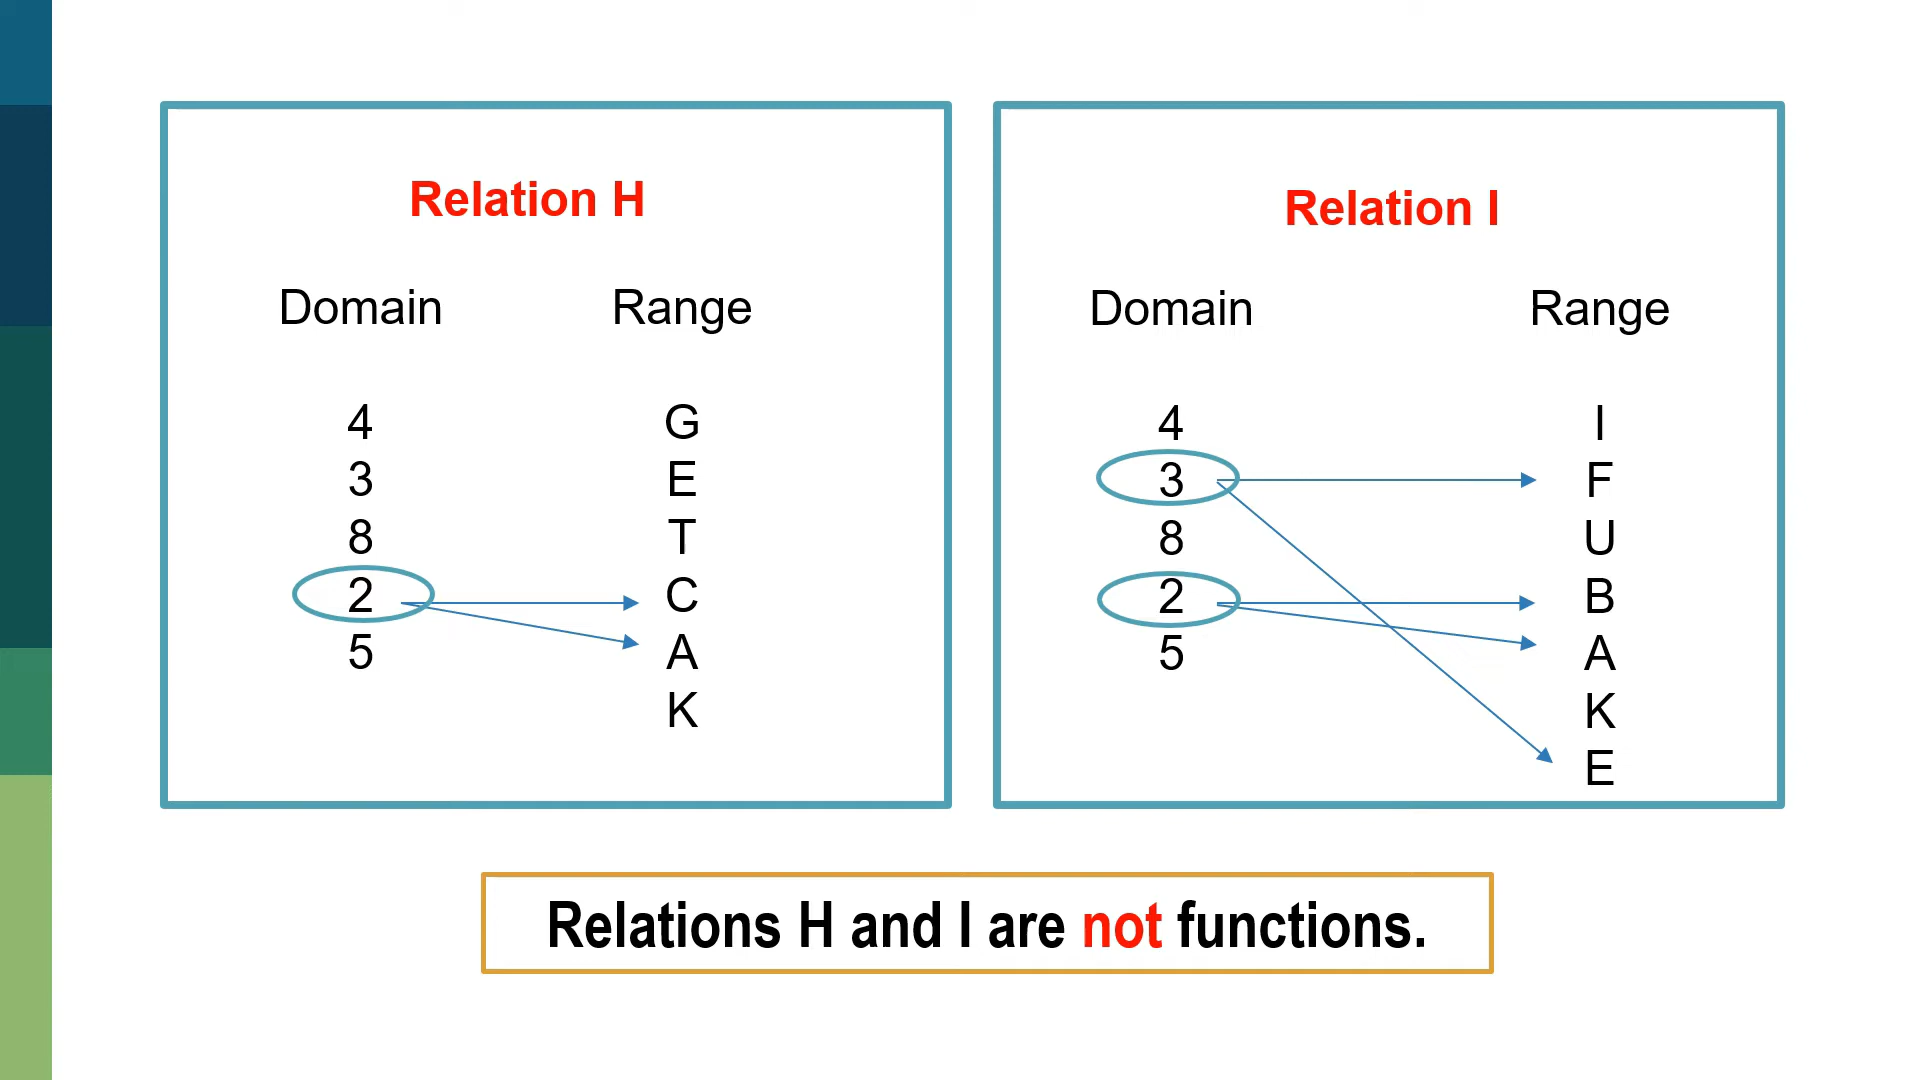 Relation H
Domain Range
4 G
3 E
8 T
2 C
5 A
K
Relation I
Domain Range
4 I
3 F
8 U
2 B
5 A
K
E
Relations H and I are not functions.